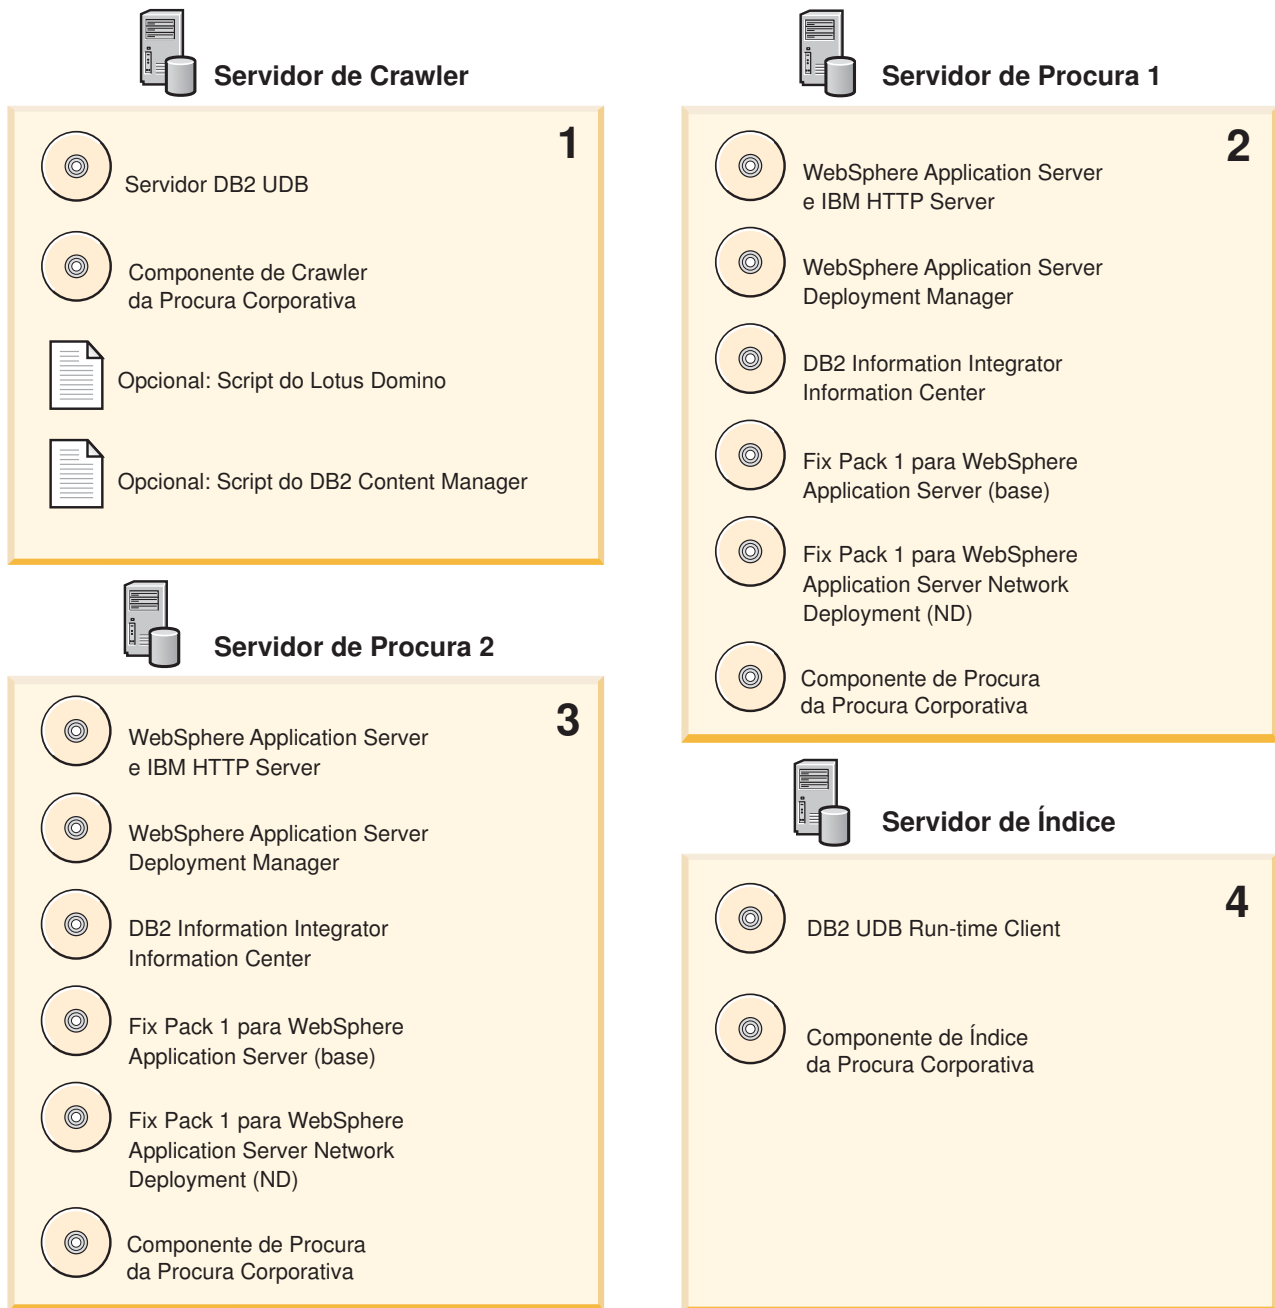 Servidor de Crawler
1
Servidor DB2 UDB
Componente de Crawler
da Procura Corporativa
Opcional: Script do Lotus Domino
Opcional: Script do DB2 Content Manager
Servidor de Procura 1
2
WebSphere Application Server
e IBM HTTP Server
WebSphere Application Server
Deployment Manager
DB2 Information Integrator
Information Center
Fix Pack 1 para WebSphere
Application Server (base)
Fix Pack 1 para WebSphere
Application Server Network
Deployment (ND)
Componente de Procura
da Procura Corporativa
Servidor de Procura 2
3
WebSphere Application Server
e IBM HTTP Server
WebSphere Application Server
Deployment Manager
DB2 Information Integrator
Information Center
Fix Pack 1 para WebSphere
Application Server (base)
Fix Pack 1 para WebSphere
Application Server Network
Deployment (ND)
Componente de Procura
da Procura Corporativa
Servidor de Índice
4
DB2 UDB Run-time Client
Componente de Índice
da Procura Corporativa